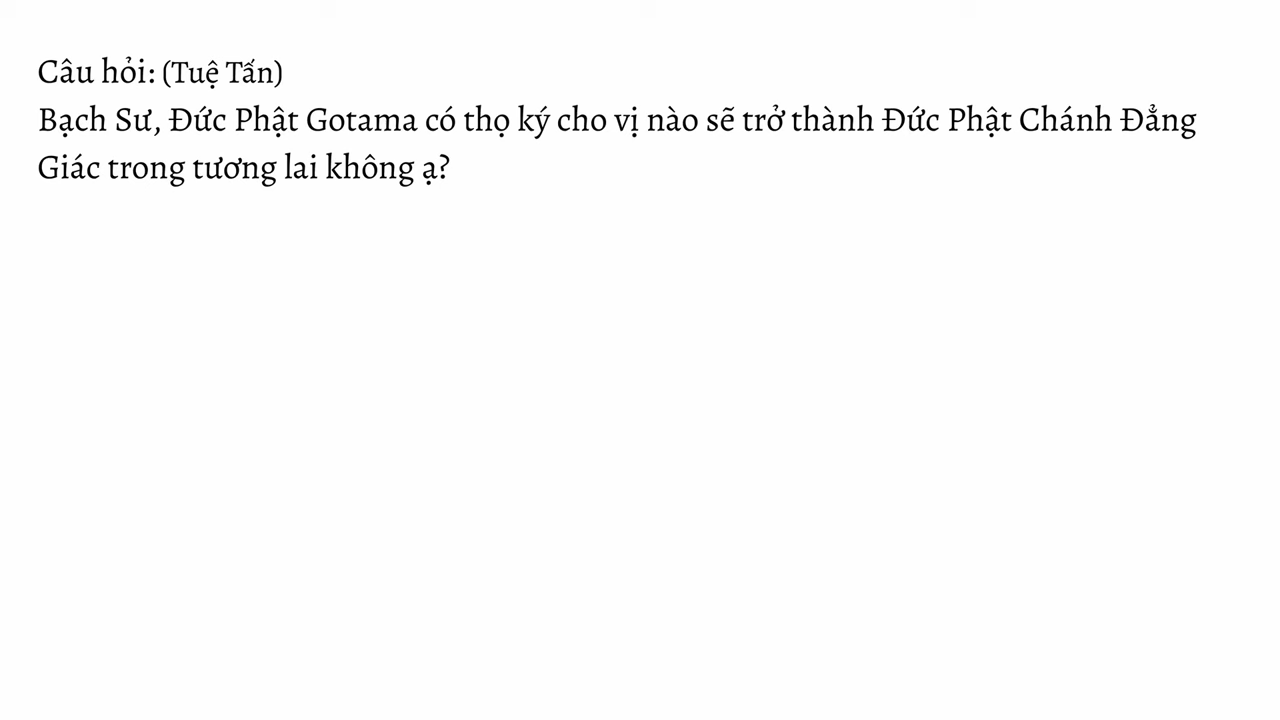 Câu hỏi: (Tuệ Tấn)
Bạch Sư, Đức Phật Gotama có thọ ký cho vị nào sẽ trở thành Đức Phật Chánh Đẳng
Giác trong tương lai không ạ?